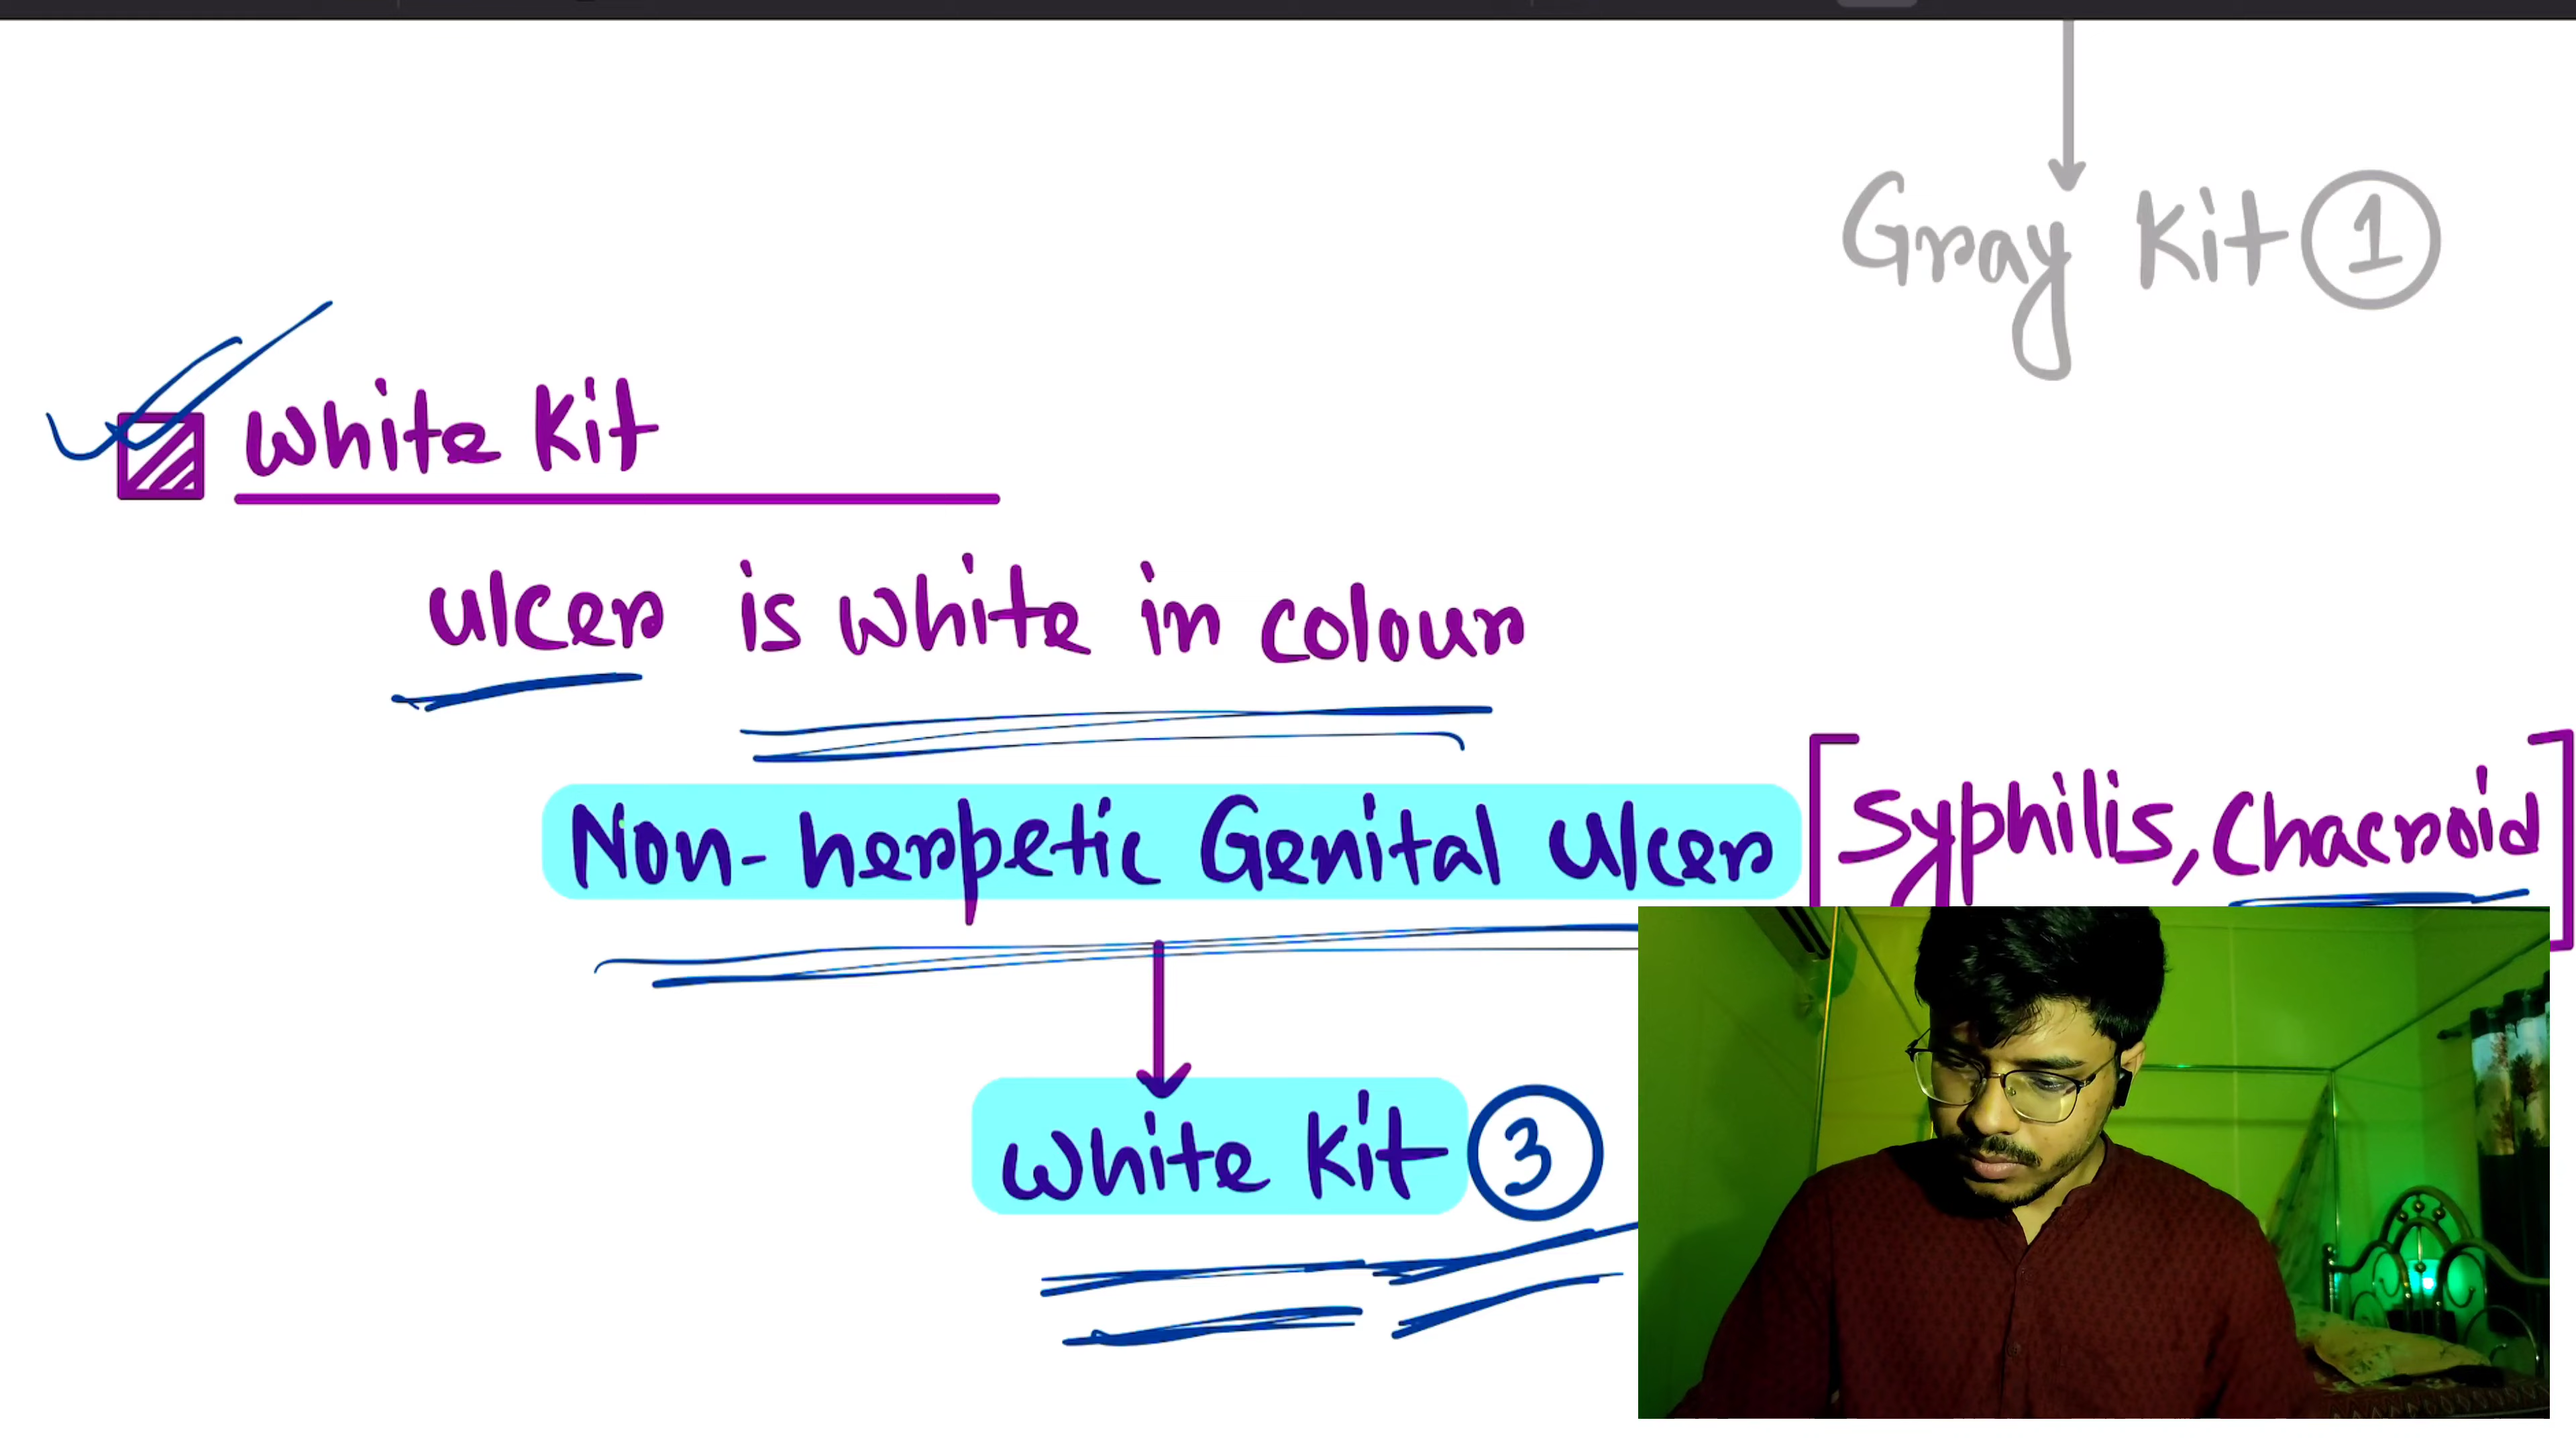 Gray Kit 1
White Kit
ulcer is white in colour
Non-herpetic Genital Ulcer [Syphilis, Chacroid]
White Kit 3